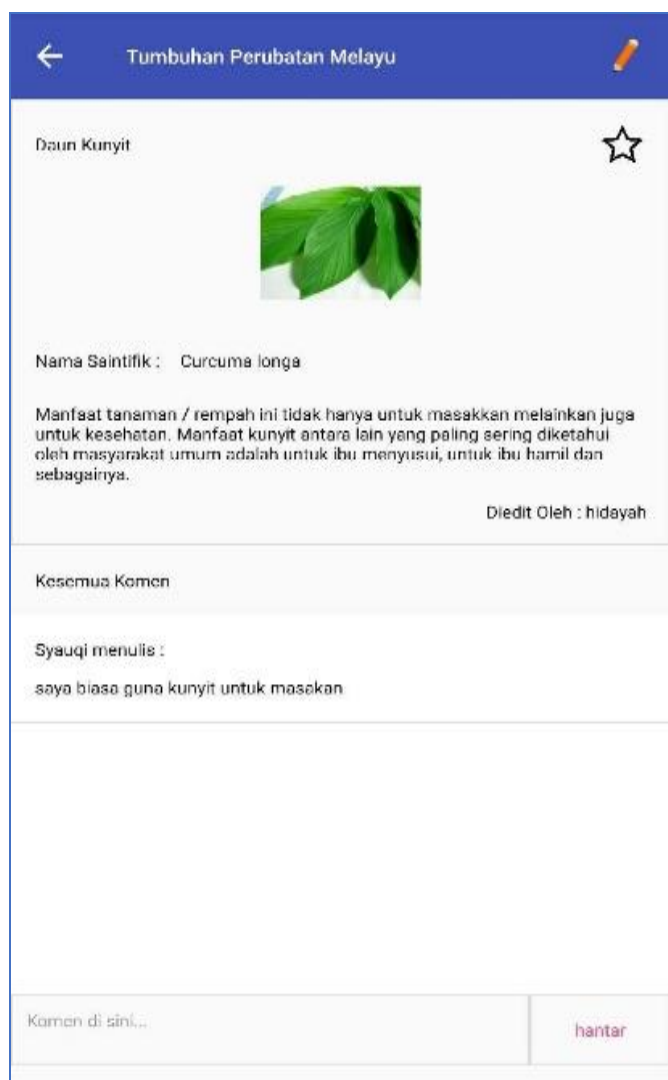 Tumbuhan Perubatan Melayu
Daun Kunyit
Nama Saintifik : Curcuma longa
Manfaat tanaman / rempah ini tidak hanya untuk masakkan melainkan juga
untuk kesehatan. Manfaat kunyit antara lain yang paling sering diketahui
oleh masyarakat umum adalah untuk ibu menyusui, untuk ibu hamil dan
sebagainya.
Diedit Oleh : hidayah
Kesemua Komen
Syauqi menulis :
saya biasa guna kunyit untuk masakan
Komen di sini...
hantar